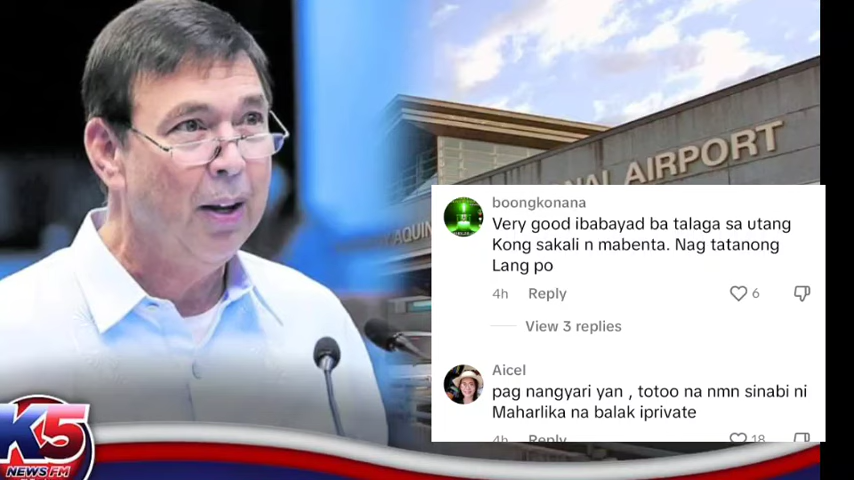 AIRPORT
AQUIN
boongkonana
Very good ibabayad ba talaga sa utang
Kong sakali n mabenta. Nag tatanong
Lang po
4h Reply 6
View 3 replies
Aicel
pag nangyari yan , totoo na nmn sinabi ni
Maharlika na balak iprivate
4h Reply 18
K5
NEWS FM